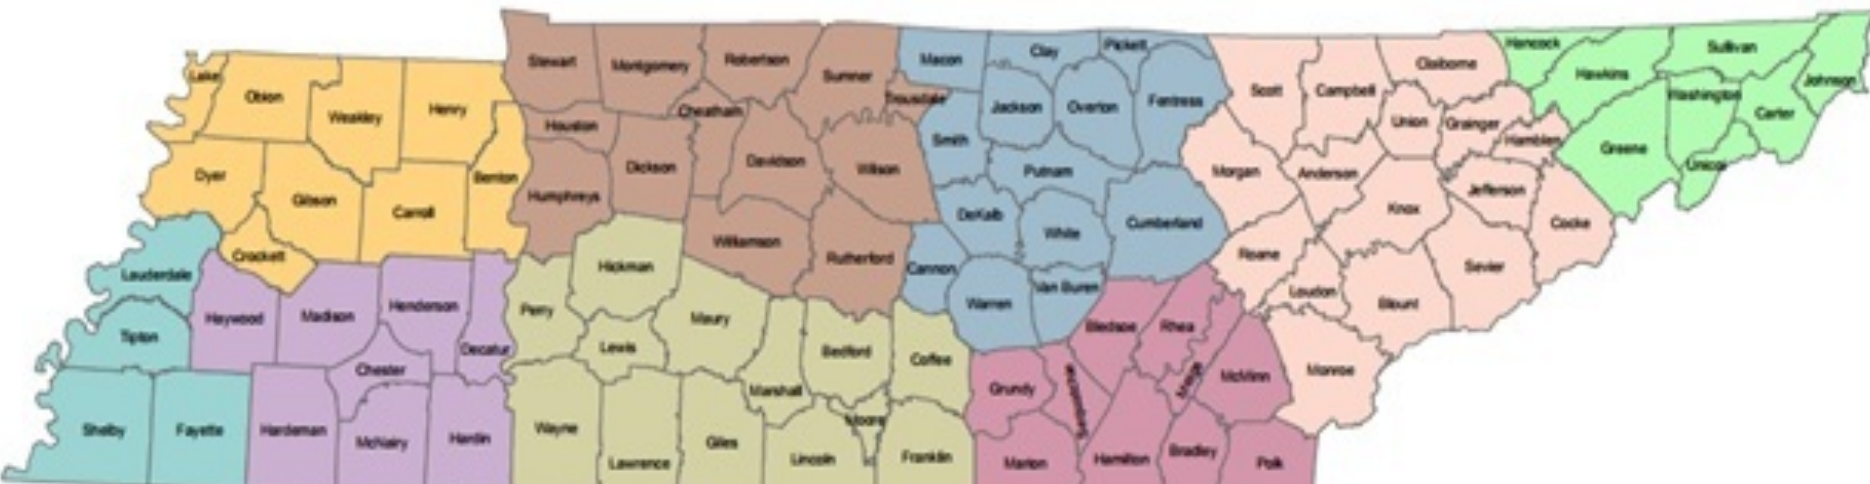 Lake
Obion
Weakley
Henry
Dyer
Gibson
Carroll
Benton
Crockett
Lauderdale
Tipton
Shelby
Fayette
Haywood
Madison
Henderson
Decatur
Chester
Hardeman
McNairy
Hardin
Stewart
Montgomery
Robertson
Sumner
Trousdale
Cheatham
Houston
Dickson
Davidson
Wilson
Humphreys
Williamson
Rutherford
Hickman
Perry
Lewis
Maury
Marshall
Bedford
Coffee
Wayne
Lawrence
Giles
Lincoln
Moore
Franklin
Macon
Clay
Pickett
Jackson
Overton
Fentress
Smith
Putnam
DeKalb
White
Cumberland
Cannon
Warren
Van Buren
Bledsoe
Rhea
Grundy
Sequatchie
Meigs
McMinn
Marion
Hamilton
Bradley
Polk
Scott
Campbell
Claiborne
Union
Grainger
Hamblen
Morgan
Anderson
Knox
Jefferson
Cocke
Roane
Loudon
Blount
Sevier
Monroe
Hancock
Hawkins
Sullivan
Johnson
Washington
Carter
Greene
Unicoi